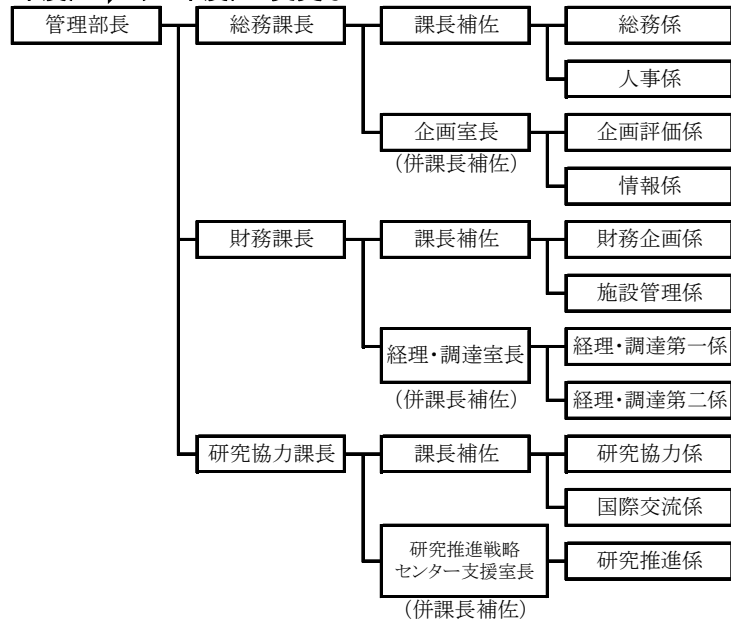 管理部長
総務課長
課長補佐
総務係
人事係
企画室長
(併課長補佐)
企画評価係
情報係
財務課長
課長補佐
財務企画係
施設管理係
経理・調達室長
(併課長補佐)
経理・調達第一係
経理・調達第二係
研究協力課長
課長補佐
研究協力係
国際交流係
研究推進戦略
センター支援室長
(併課長補佐)
研究推進係